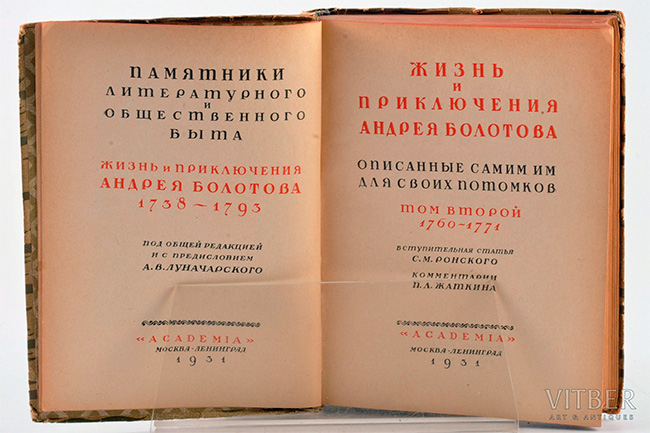 ПАМЯТНИКИ
ЛИТЕРАТУРНОГО
И
ОБЩЕСТВЕННОГО
БЫТА
ЖИЗНЬ И ПРИКЛЮЧЕНИЯ
АНДРЕЯ БОЛОТОВА
1738—1793
ПОД ОБЩЕЙ РЕДАКЦИЕЙ
И С ПРЕДИСЛОВИЕМ
А.В.ЛУНАЧАРСКОГО
«ACADEMIA»
МОСКВА-ЛЕНИНГРАД
1931
ЖИЗНЬ
И
ПРИКЛЮЧЕНИЯ
АНДРЕЯ БОЛОТОВА
ОПИСАННЫЕ САМИМ ИМ
ДЛЯ СВОИХ ПОТОМКОВ
ТОМ ВТОРОЙ
1760—1771
ВСТУПИТЕЛЬНАЯ СТАТЬЯ
С.М.РОНСКОГО
КОММЕНТАРИИ
П.Л.ЖАТКИНА
«ACADEMIA»
МОСКВА-ЛЕНИНГРАД
1931
VITBER
ART & ANTIQUES